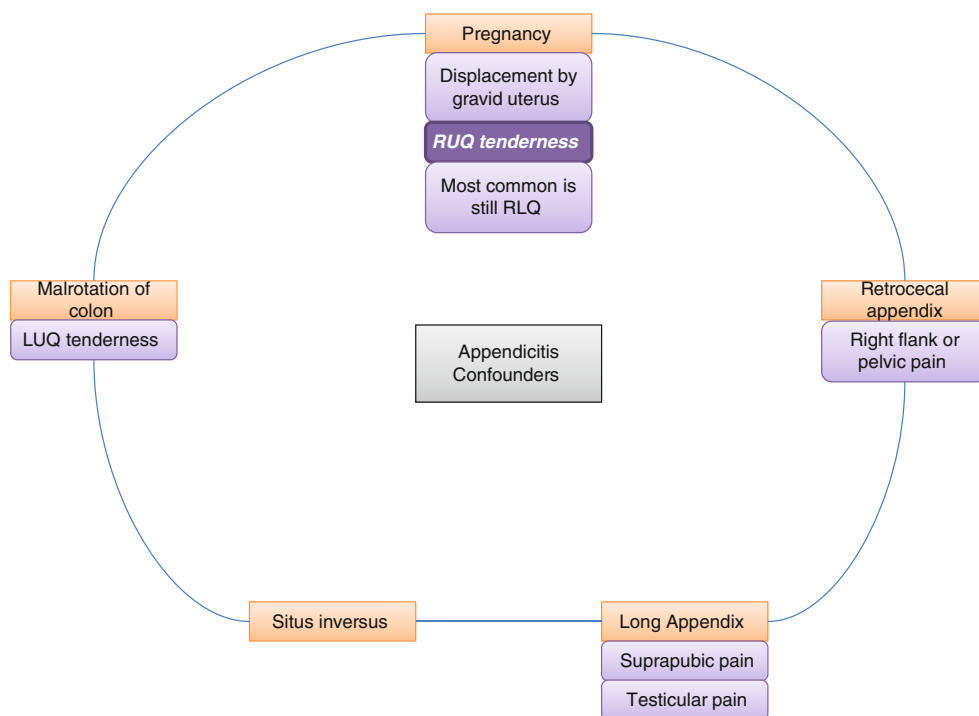 Pregnancy
Displacement by
gravid uterus
RUQ tenderness
Most common is
still RLQ
Malrotation of
colon
LUQ tenderness
Retrocecal
appendix
Right flank or
pelvic pain
Appendicitis
Confounders
Situs inversus
Long Appendix
Suprapubic pain
Testicular pain